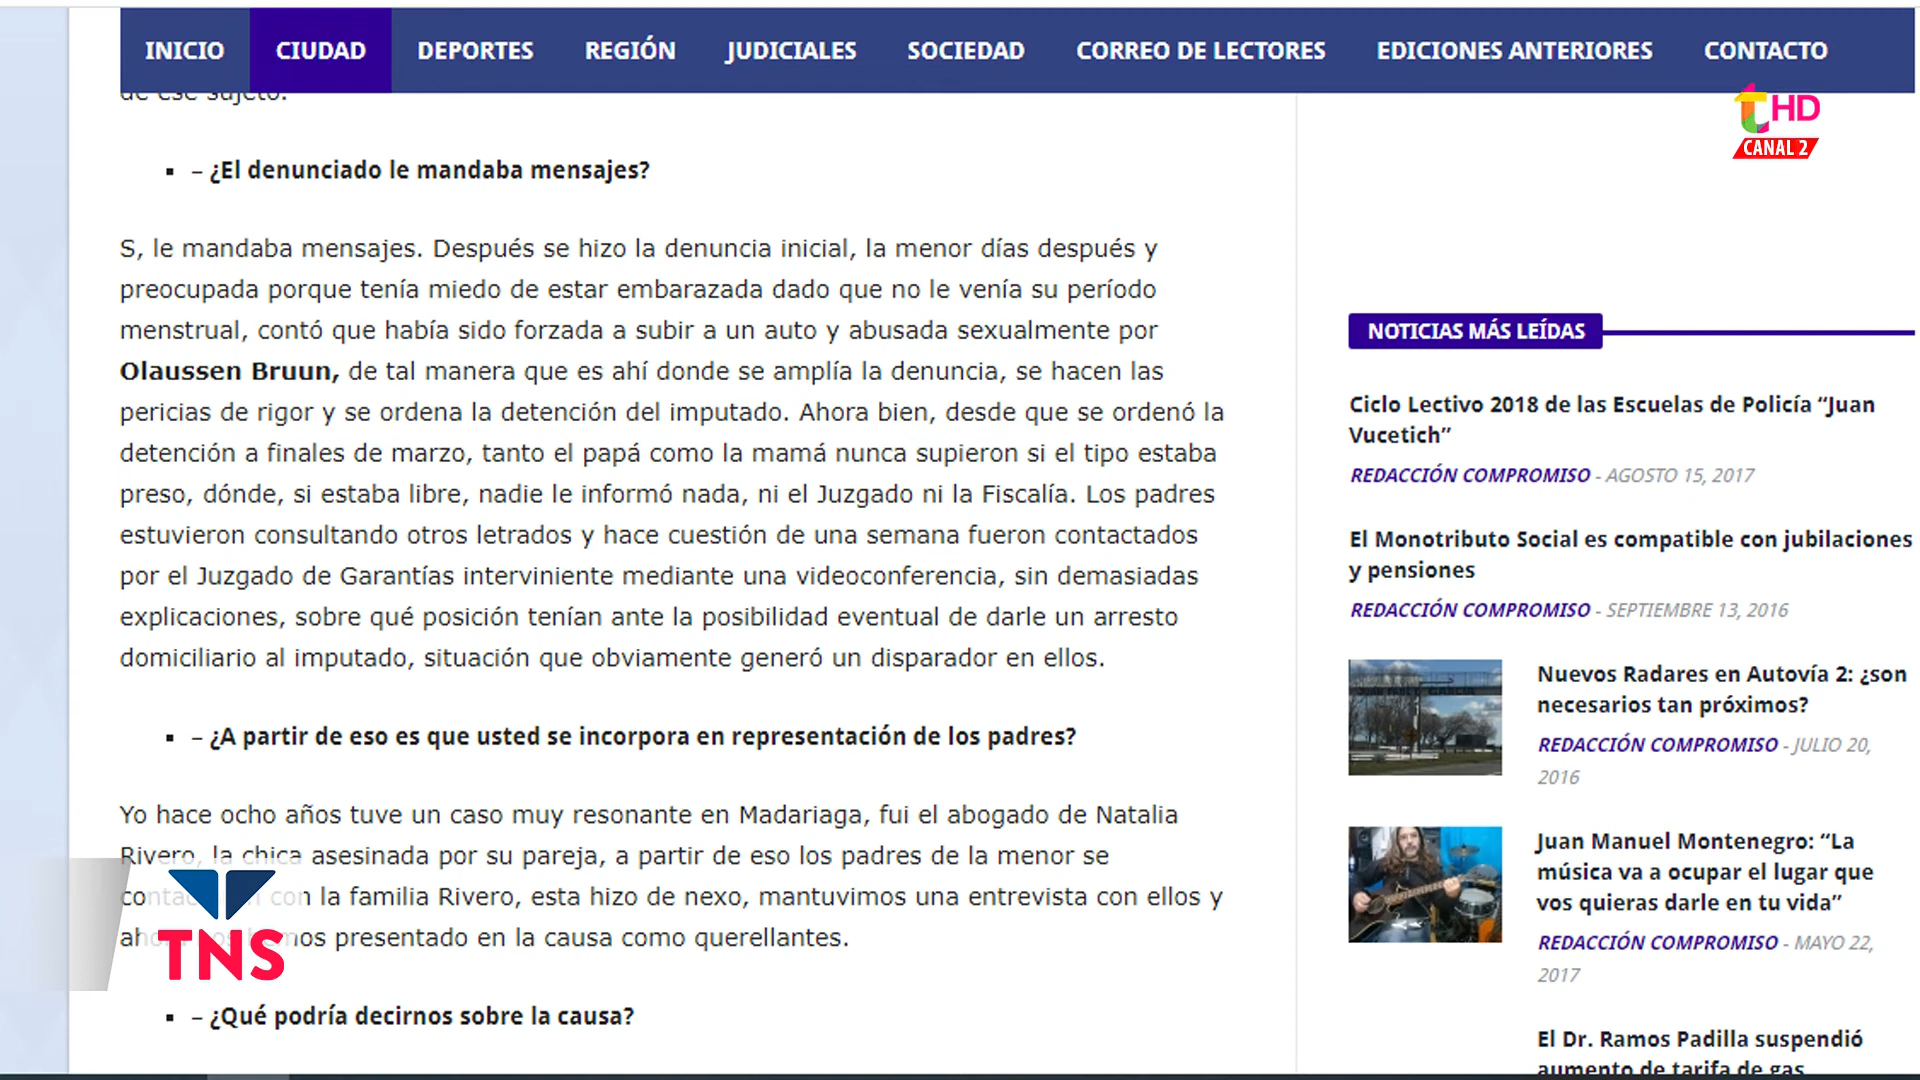 INICIO CIUDAD DEPORTES REGIÓN JUDICIALES SOCIEDAD CORREO DE LECTORES EDICIONES ANTERIORES CONTACTO
de ese sujeto.
tHD
CANAL 2
– ¿El denunciado le mandaba mensajes?
S, le mandaba mensajes. Después se hizo la denuncia inicial, la menor días después y
preocupada porque tenía miedo de estar embarazada dado que no le venía su período
menstrual, contó que había sido forzada a subir a un auto y abusada sexualmente por
Olaussen Bruun, de tal manera que es ahí donde se amplía la denuncia, se hacen las
pericias de rigor y se ordena la detención del imputado. Ahora bien, desde que se ordenó la
detención a finales de marzo, tanto el papá como la mamá nunca supieron si el tipo estaba
preso, dónde, si estaba libre, nadie le informó nada, ni el Juzgado ni la Fiscalía. Los padres
estuvieron consultando otros letrados y hace cuestión de una semana fueron contactados
por el Juzgado de Garantías interviniente mediante una videoconferencia, sin demasiadas
explicaciones, sobre qué posición tenían ante la posibilidad eventual de darle un arresto
domiciliario al imputado, situación que obviamente generó un disparador en ellos.
– ¿A partir de eso es que usted se incorpora en representación de los padres?
Yo hace ocho años tuve un caso muy resonante en Madariaga, fui el abogado de Natalia
Rivero, la chica asesinada por su pareja, a partir de eso los padres de la menor se
con la familia Rivero, esta hizo de nexo, mantuvimos una entrevista con ellos y
presentado en la causa como querellantes.
TNS
– ¿Qué podría decirnos sobre la causa?
NOTICIAS MÁS LEÍDAS
Ciclo Lectivo 2018 de las Escuelas de Policía “Juan
Vucetich”
REDACCIÓN COMPROMISO - AGOSTO 15, 2017
El Monotributo Social es compatible con jubilaciones
y pensiones
REDACCIÓN COMPROMISO - SEPTIEMBRE 13, 2016
Nuevos Radares en Autovía 2: ¿son
necesarios tan próximos?
REDACCIÓN COMPROMISO - JULIO 20,
2016
Juan Manuel Montenegro: “La
música va a ocupar el lugar que
vos quieras darle en tu vida”
REDACCIÓN COMPROMISO - MAYO 22,
2017
El Dr. Ramos Padilla suspendió
aumento de tarifa de gas